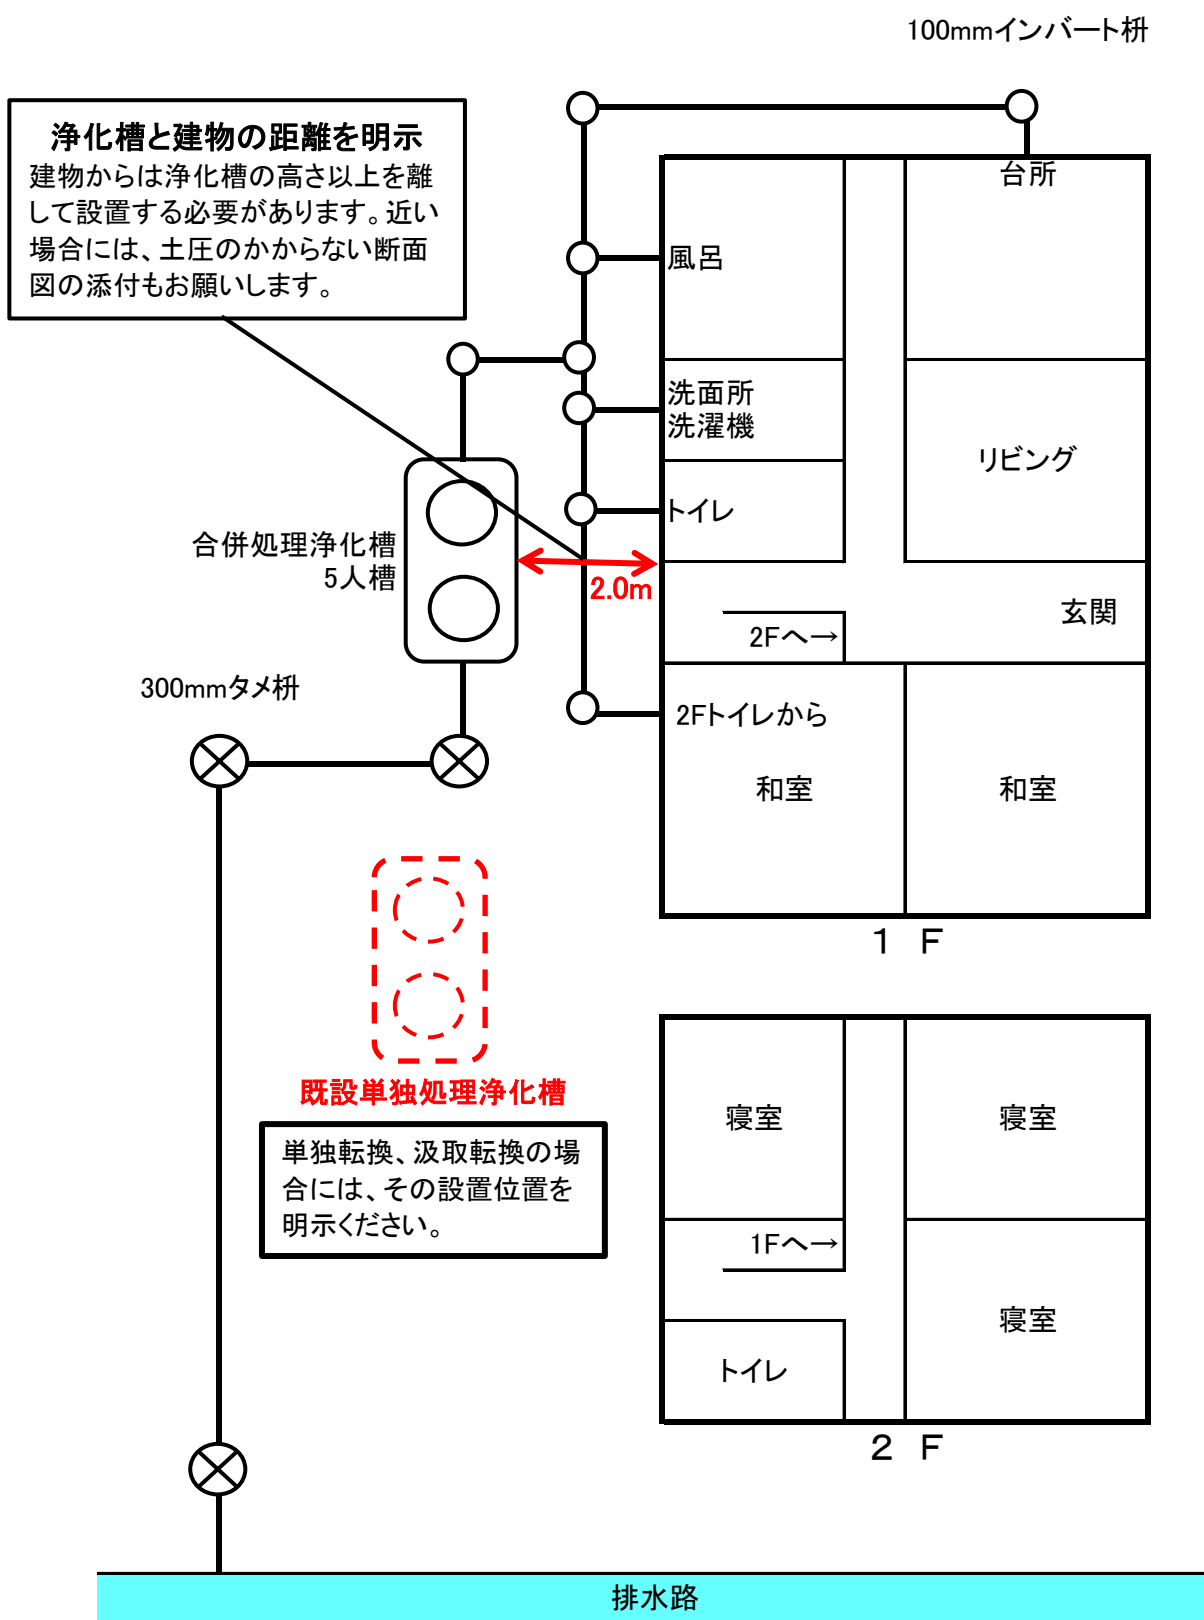 100mmインバート枡
浄化槽と建物の距離を明示
建物からは浄化槽の高さ以上を離
して設置する必要があります。近い
場合には、土圧のかからない断面
図の添付もお願いします。
台所
風呂
洗面所
洗濯機
リビング
トイレ
合併処理浄化槽
5人槽
2.0m
玄関
2Fへ→
300mmタメ枡
2Fトイレから
和室
和室
1 F
既設単独処理浄化槽
単独転換、汲取転換の場
合には、その設置位置を
明示ください。
寝室
寝室
1Fへ→
寝室
トイレ
2 F
排水路